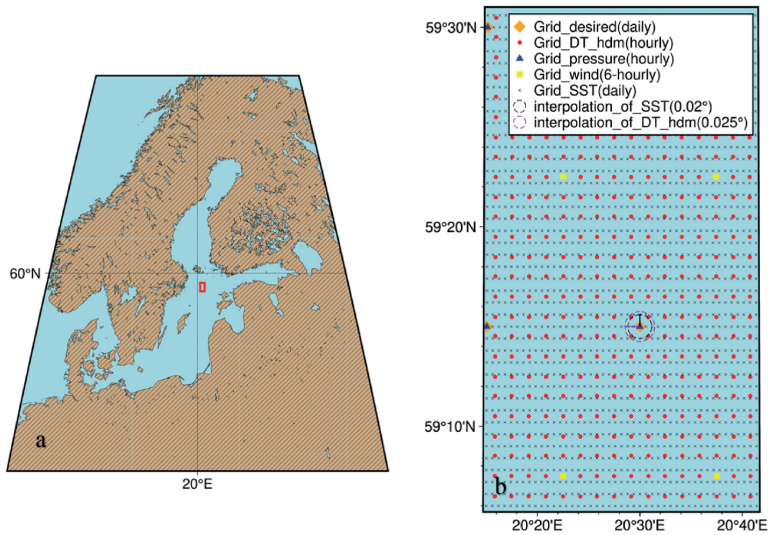 a
60°N
20°E
b
59°30'N
59°20'N
59°10'N
Grid_desired(daily)
Grid_DT_hdm(hourly)
Grid_pressure(hourly)
Grid_wind(6-hourly)
Grid_SST(daily)
interpolation_of_SST(0.02°)
interpolation_of_DT_hdm(0.025°)
b
20°20'E
20°30'E
20°40'E